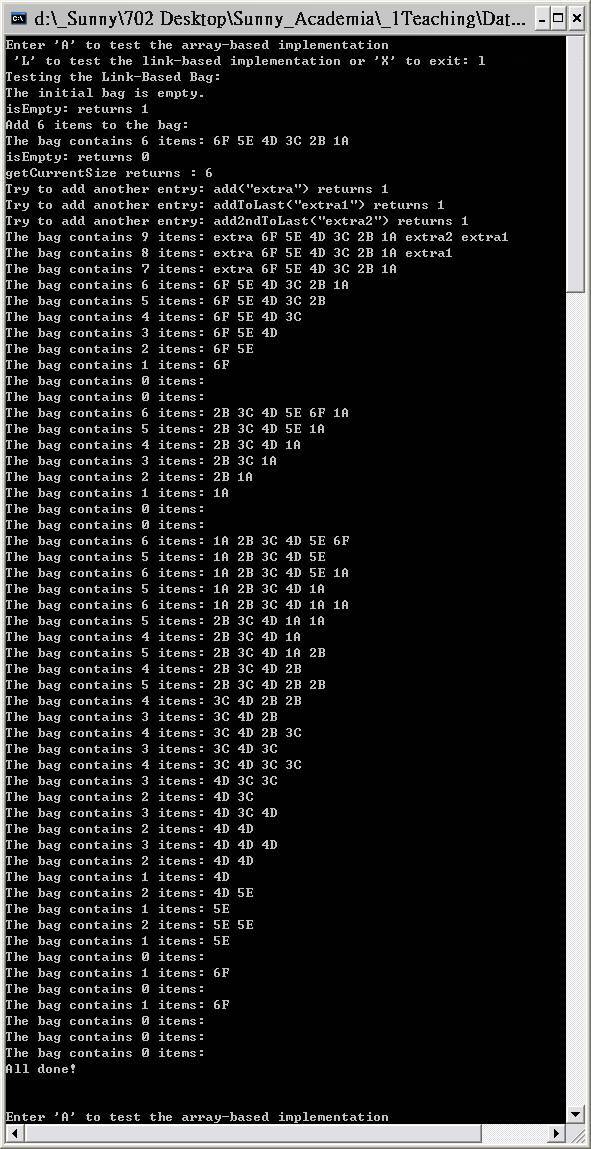 d:\_Sunny\702 Desktop\Sunny_Academia\_1Teaching\Dat...
Enter 'A' to test the array-based implementation
 'L' to test the link-based implementation or 'X' to exit: l
Testing the Link-Based Bag:
The initial bag is empty.
isEmpty: returns 1
Add 6 items to the bag:
The bag contains 6 items: 6F 5E 4D 3C 2B 1A
isEmpty: returns 0
getCurrentSize returns : 6
Try to add another entry: add("extra") returns 1
Try to add another entry: addToLast("extra1") returns 1
Try to add another entry: add2ndToLast("extra2") returns 1
The bag contains 9 items: extra 6F 5E 4D 3C 2B 1A extra2 extra1
The bag contains 8 items: extra 6F 5E 4D 3C 2B 1A extra1
The bag contains 7 items: extra 6F 5E 4D 3C 2B 1A
The bag contains 6 items: 6F 5E 4D 3C 2B 1A
The bag contains 5 items: 6F 5E 4D 3C 2B
The bag contains 4 items: 6F 5E 4D 3C
The bag contains 3 items: 6F 5E 4D
The bag contains 2 items: 6F 5E
The bag contains 1 items: 6F
The bag contains 0 items:
The bag contains 0 items:
The bag contains 6 items: 2B 3C 4D 5E 6F 1A
The bag contains 5 items: 2B 3C 4D 5E 1A
The bag contains 4 items: 2B 3C 4D 1A
The bag contains 3 items: 2B 3C 1A
The bag contains 2 items: 2B 1A
The bag contains 1 items: 1A
The bag contains 0 items:
The bag contains 0 items:
The bag contains 6 items: 1A 2B 3C 4D 5E 6F
The bag contains 5 items: 1A 2B 3C 4D 5E
The bag contains 6 items: 1A 2B 3C 4D 5E 1A
The bag contains 5 items: 1A 2B 3C 4D 1A
The bag contains 6 items: 1A 2B 3C 4D 1A 1A
The bag contains 5 items: 2B 3C 4D 1A 1A
The bag contains 4 items: 2B 3C 4D 1A
The bag contains 5 items: 2B 3C 4D 1A 2B
The bag contains 4 items: 2B 3C 4D 2B
The bag contains 5 items: 2B 3C 4D 2B 2B
The bag contains 4 items: 3C 4D 2B 2B
The bag contains 3 items: 3C 4D 2B
The bag contains 4 items: 3C 4D 2B 3C
The bag contains 3 items: 3C 4D 3C
The bag contains 4 items: 3C 4D 3C 3C
The bag contains 3 items: 4D 3C 3C
The bag contains 2 items: 4D 3C
The bag contains 3 items: 4D 3C 4D
The bag contains 2 items: 4D 4D
The bag contains 3 items: 4D 4D 4D
The bag contains 2 items: 4D 4D
The bag contains 1 items: 4D
The bag contains 2 items: 4D 5E
The bag contains 1 items: 5E
The bag contains 2 items: 5E 5E
The bag contains 1 items: 5E
The bag contains 0 items:
The bag contains 1 items: 6F
The bag contains 0 items:
The bag contains 1 items: 6F
The bag contains 0 items:
The bag contains 0 items:
The bag contains 0 items:
All done!
Enter 'A' to test the array-based implementation